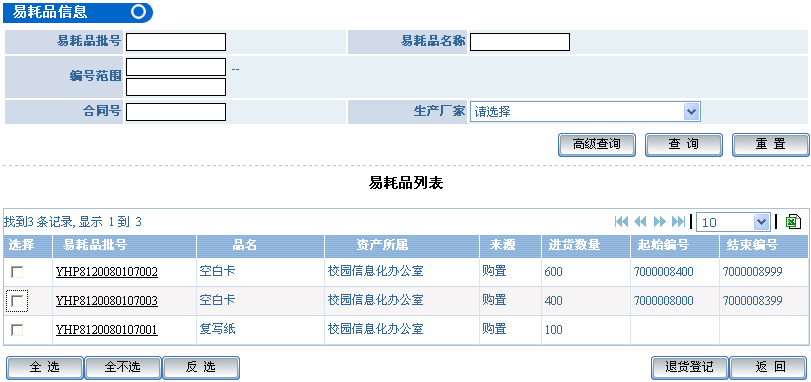 易耗品信息
易耗品批号 易耗品名称
编号范围 --
合同号 生产厂家 请选择
高级查询 查 询 重 置
易耗品列表
找到3 条记录, 显示 1 到 3 10
选择 易耗品批号 品名 资产所属 来源 进货数量 起始编号 结束编号
YHP8120080107002 空白卡 校园信息化办公室 购置 600 7000008400 7000008999
YHP8120080107003 空白卡 校园信息化办公室 购置 400 7000008000 7000008399
YHP8120080107001 复写纸 校园信息化办公室 购置 100
全 选 全不选 反 选 退货登记 返 回